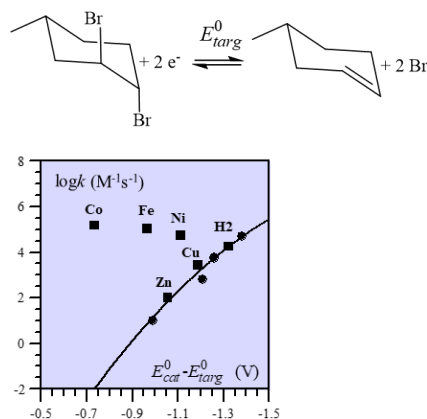 Br
+ 2 e-
E0targ
+ 2 Br
Br
8
logk (M-1s-1)
6
Co
Fe
Ni
H2
4
Cu
Zn
2
0
E0cat-E0targ (V)
-2
-0.5 -0.7 -0.9 -1.1 -1.3 -1.5